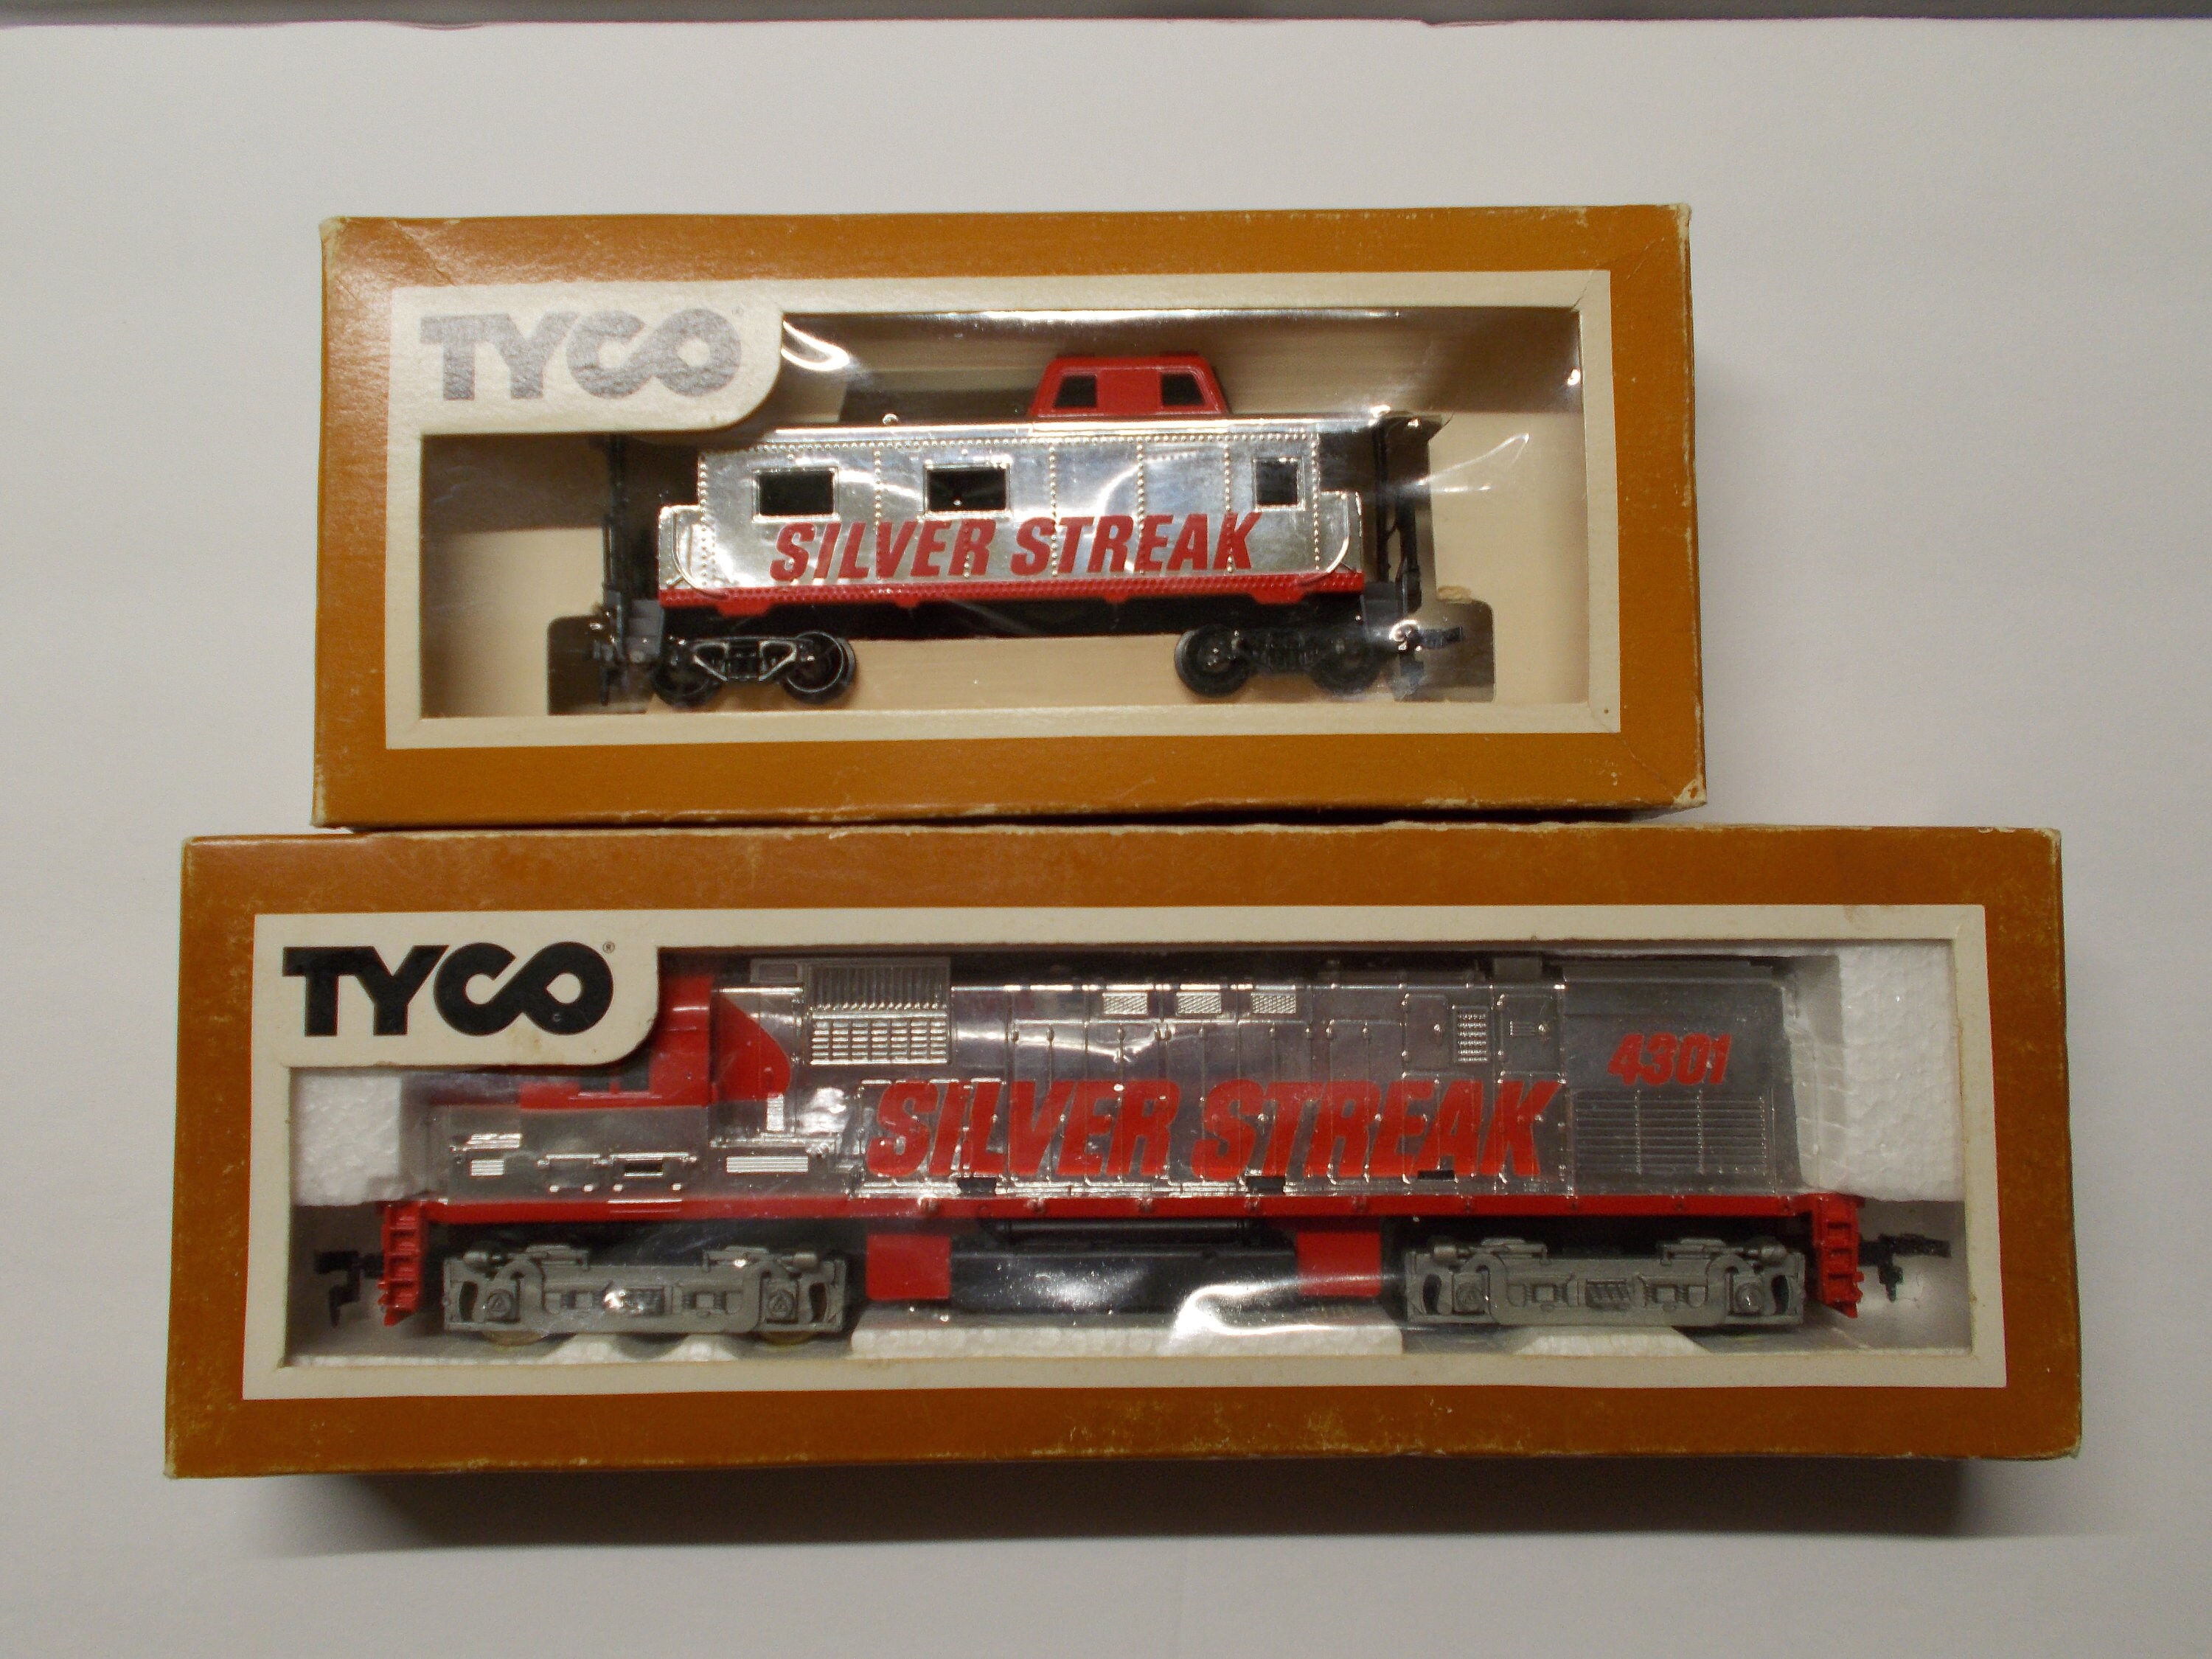 TYCO
SILVER STREAK
TYCO®
4301
SILVER STREAK